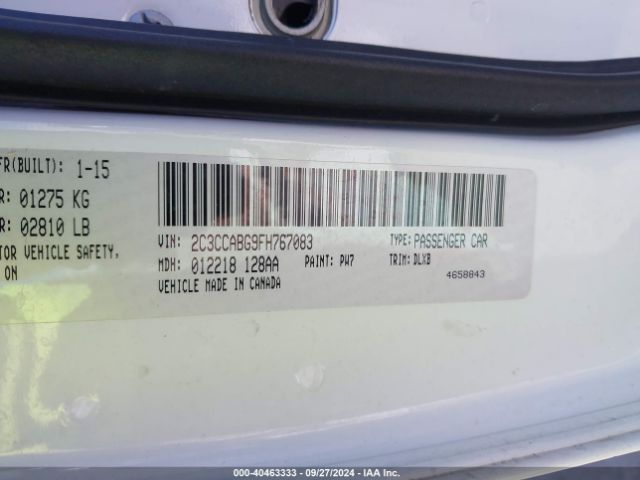 FR(BUILT): 1-15
R: 01275 KG
R: 02810 LB
TOR VEHICLE SAFETY,
ON
VIN: 2C3CCABG9FH767083
TYPE: PASSENGER CAR
MDH: 012218 128AA
PAINT: PW7
TRIM: DLXB
VEHICLE MADE IN CANADA
4658843
000-40463333 - 09/27/2024 - IAA Inc.